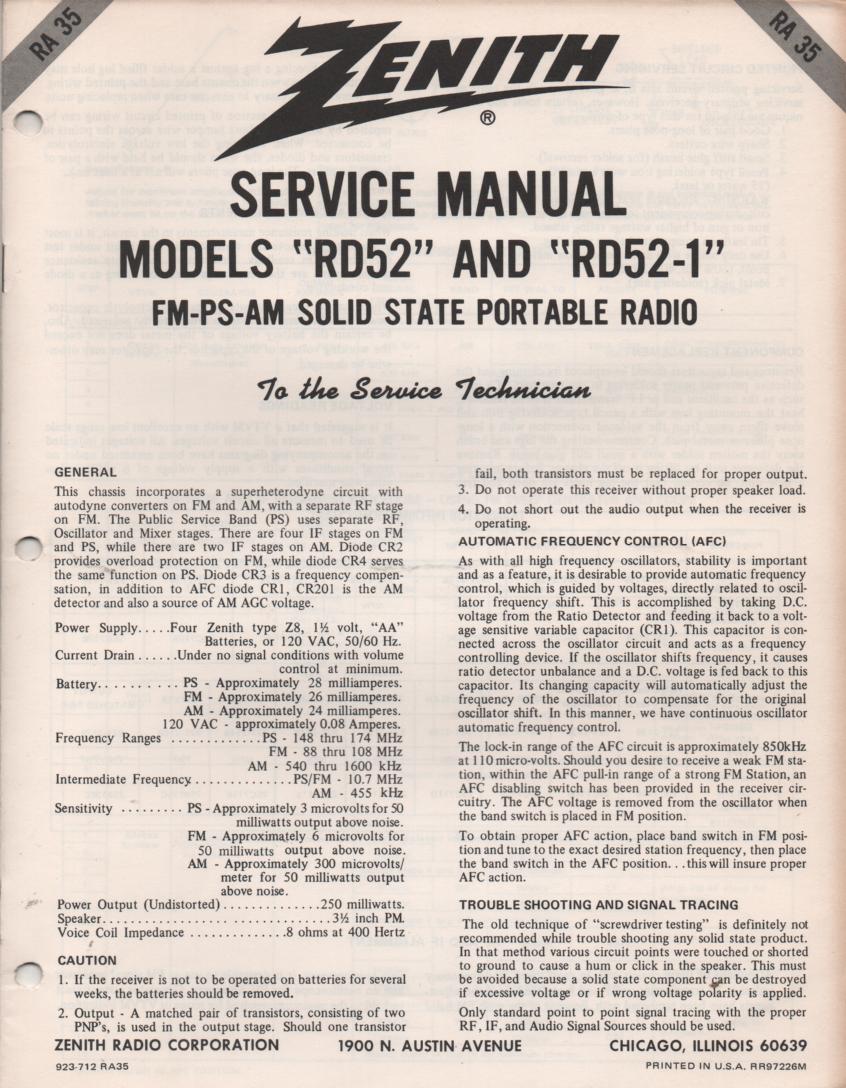 RA 35
RA 35
ZENITH
®
SERVICE MANUAL
MODELS "RD52" AND "RD52-1"
FM-PS-AM SOLID STATE PORTABLE RADIO
To the Service Technician
GENERAL
This chassis incorporates a superheterodyne circuit with
autodyne converters on FM and AM, with a separate RF stage
on FM. The Public Service Band (PS) uses separate RF,
Oscillator and Mixer stages. There are four IF stages on FM
and PS, while there are two IF stages on AM. Diode CR2
provides overload protection on FM, while diode CR4 serves
the same function on PS. Diode CR3 is a frequency compen-
sation, in addition to AFC diode CR1, CR201 is the AM
detector and also a source of AM AGC voltage.
Power Supply.....Four Zenith type Z8, 1½ volt, "AA"
Batteries, or 120 VAC, 50/60 Hz.
Current Drain ......Under no signal conditions with volume
control at minimum.
Battery.......... PS - Approximately 28 milliamperes.
FM - Approximately 26 milliamperes.
AM - Approximately 24 milliamperes.
120 VAC - approximately 0.08 Amperes.
Frequency Ranges .............PS - 148 thru 174 MHz
FM - 88 thru 108 MHz
AM - 540 thru 1600 kHz
Intermediate Frequency..............PS/FM - 10.7 MHz
AM - 455 kHz
Sensitivity ......... PS - Approximately 3 microvolts for 50
milliwatts output above noise.
FM - Approximately 6 microvolts for
50 milliwatts output above noise.
AM - Approximately 300 microvolts/
meter for 50 milliwatts output
above noise.
Power Output (Undistorted)..............250 milliwatts.
Speaker.................................3½ inch PM.
Voice Coil Impedance ..............8 ohms at 400 Hertz
CAUTION
1. If the receiver is not to be operated on batteries for several
weeks, the batteries should be removed.
2. Output - A matched pair of transistors, consisting of two
PNP's, is used in the output stage. Should one transistor
fail, both transistors must be replaced for proper output.
3. Do not operate this receiver without proper speaker load.
4. Do not short out the audio output when the receiver is
operating.
AUTOMATIC FREQUENCY CONTROL (AFC)
As with all high frequency oscillators, stability is important
and as a feature, it is desirable to provide automatic frequency
control, which is guided by voltages, directly related to oscil-
lator frequency shift. This is accomplished by taking D.C.
voltage from the Ratio Detector and feeding it back to a volt-
age sensitive variable capacitor (CR1). This capacitor is con-
nected across the oscillator circuit and acts as a frequency
controlling device. If the oscillator shifts frequency, it causes
ratio detector unbalance and a D.C. voltage is fed back to this
capacitor. Its changing capacity will automatically adjust the
frequency of the oscillator to compensate for the original
oscillator shift. In this manner, we have continuous oscillator
automatic frequency control.
The lock-in range of the AFC circuit is approximately 850kHz
at 110 micro-volts. Should you desire to receive a weak FM sta-
tion, within the AFC pull-in range of a strong FM Station, an
AFC disabling switch has been provided in the receiver cir-
cuitry. The AFC voltage is removed from the oscillator when
the band switch is placed in FM position.
To obtain proper AFC action, place band switch in FM posi-
tion and tune to the exact desired station frequency, then place
the band switch in the AFC position...this will insure proper
AFC action.
TROUBLE SHOOTING AND SIGNAL TRACING
The old technique of "screwdriver testing" is definitely not
recommended while trouble shooting any solid state product.
In that method various circuit points were touched or shorted
to ground to cause a hum or click in the speaker. This must
be avoided because a solid state component can be destroyed
if excessive voltage or if wrong voltage polarity is applied.
Only standard point to point signal tracing with the proper
RF, IF, and Audio Signal Sources should be used.
ZENITH RADIO CORPORATION 1900 N. AUSTIN AVENUE CHICAGO, ILLINOIS 60639
923-712 RA35 PRINTED IN U.S.A. RR97226M